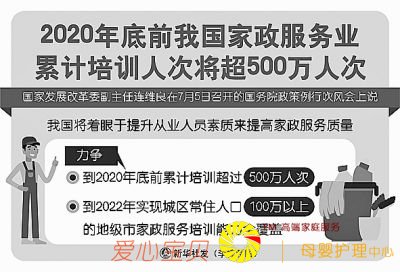 2020年底前我国家政服务业
累计培训人次将超500万人次
国家发展改革委副主任连维良在7月5日召开的国务院政策例行吹风会上说
我国将着眼于提升从业人员素质来提高家政服务质量
力争
到2020年底前累计培训超过 500万人次
到2022年实现城区常住人口 100万以上
的地级市家政服务培训能 覆盖
高端家庭服务
爱心宝贝
母婴护理中心
新华社发